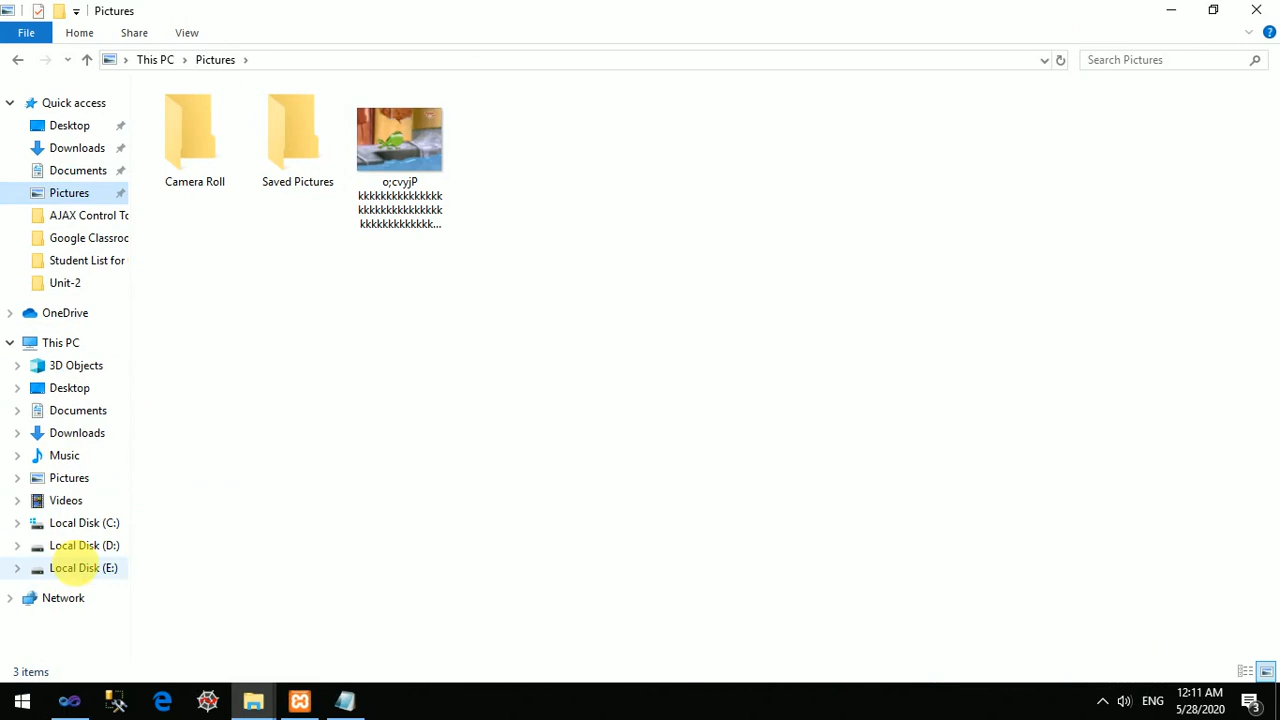 Pictures
File
Home
Share
View
This PC
Pictures
Search Pictures
Quick access
Desktop
Downloads
Documents
Pictures
AJAX Control To
Google Classroo
Student List for
Unit-2
OneDrive
This PC
3D Objects
Desktop
Documents
Downloads
Music
Pictures
Videos
Local Disk (C:)
Local Disk (D:)
Local Disk (E:)
Network
Camera Roll
Saved Pictures
o;cvyjP
kkkkkkkkkkkkkkk
kkkkkkkkkkkkkkk
kkkkkkkkkkkkk...
3 items
ENG
12:11 AM
5/28/2020
3